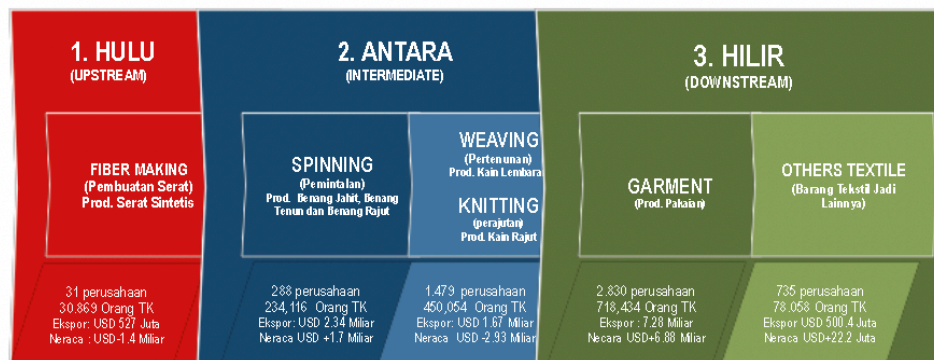 1. HULU
(UPSTREAM)
2. ANTARA
(INTERMEDIATE)
3. HILIR
(DOWNSTREAM)
FIBER MAKING
(Pembuatan Serat)
Prod. Serat Sintetis
SPINNING
(Pemintalan)
Prod. Benang Jahit, Benang
Tenun dan Benang Rajut
WEAVING
(Pertenunan)
Prod. Kain Lembara
KNITTING
(perajutan)
Prod. Kain Rajut
GARMENT
(Prod. Pakaian)
OTHERS TEXTILE
(Barang Tekstil Jadi
Lainnya)
31 perusahaan
30.869 Orang TK
Ekspor: USD 527 Juta
Neraca : USD-1.4 Miliar
288 perusahaan
234,116 Orang TK
Ekspor: USD 2.34 Miliar
Neraca USD +1.7 Miliar
1.479 perusahaan
450,054 Orang TK
Ekspor: USD 1.67 Miliar
Neraca USD -2.93 Miliar
2.830 perusahaan
718,434 Orang TK
Ekspor : 7.28 Miliar
Necara USD+6.88 Miliar
735 perusahaan
78.058 Orang TK
Ekspor USD 500.4 Juta
Neraca USD+22.2 Juta